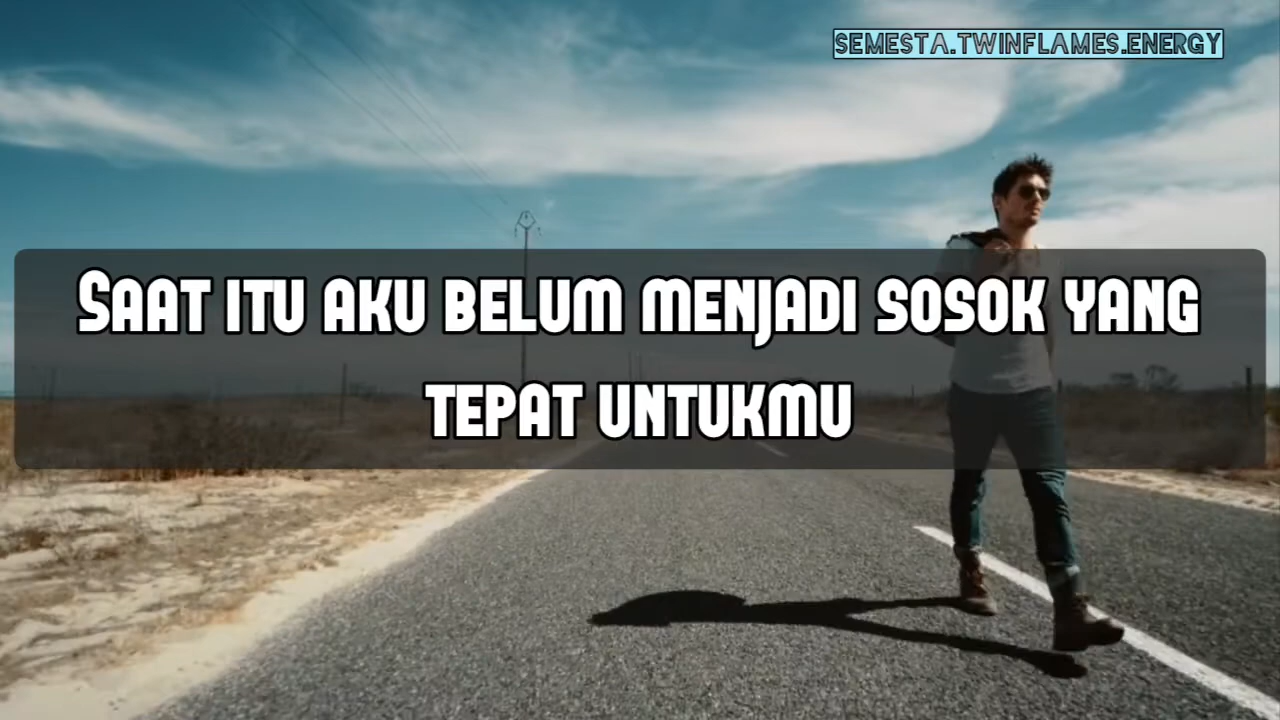 SEMESTA.TWINFLAMES.ENERGY
Saat itu aku belum menjadi sosok yang
tepat untukmu